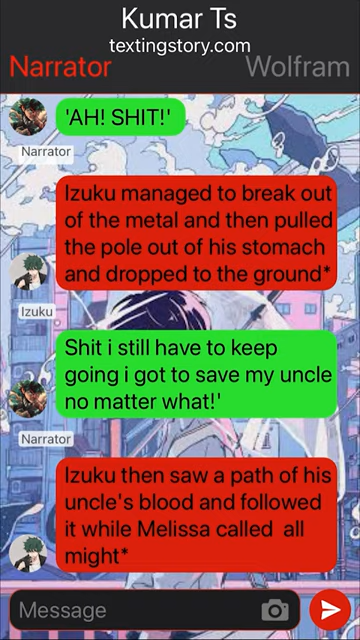 Kumar Ts
textingstory.com
Narrator Wolfram
'AH! SHIT!'
Narrator
Izuku managed to break out
of the metal and then pulled
the pole out of his stomach
and dropped to the ground*
Izuku
Shit i still have to keep
going i got to save my uncle
no matter what!'
Narrator
Izuku then saw a path of his
uncle's blood and followed
it while Melissa called all
might*
Message